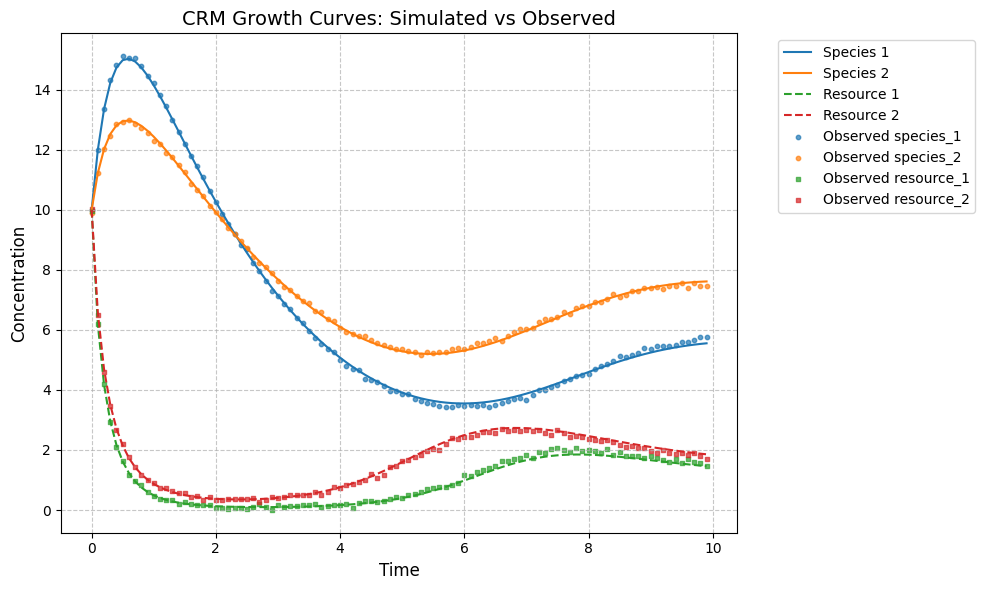 CRM Growth Curves: Simulated vs Observed
Concentration
14
12
10
8
6
4
2
0
0 2 4 6 8 10
Time
Species 1
Species 2
Resource 1
Resource 2
Observed species_1
Observed species_2
Observed resource_1
Observed resource_2